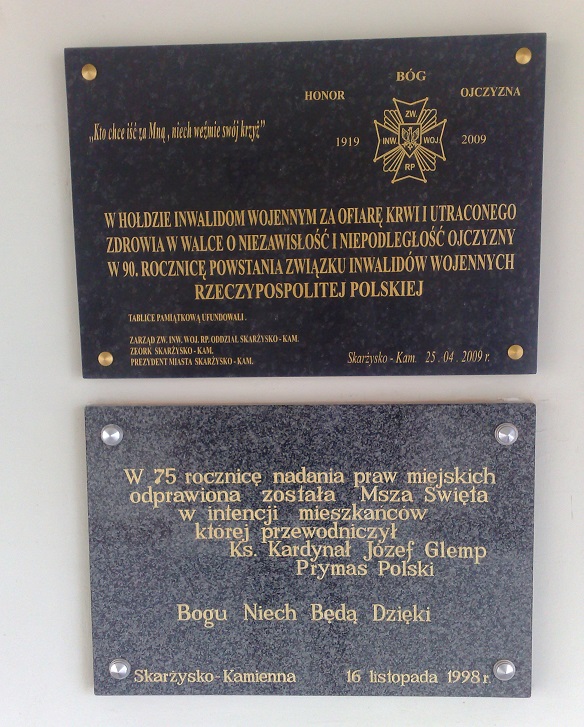 BÓG
HONOR OJCZYZNA
„Kto chce iść za Mną, niech weźmie swój krzyż”
1919 ZW. INW. WOJ. RP 2009
W HOŁDZIE INWALIDOM WOJENNYM ZA OFIARĘ KRWI I UTRACONEGO
ZDROWIA W WALCE O NIEZAWISŁOŚĆ I NIEPODLEGŁOŚĆ OJCZYZNY
W 90. ROCZNICĘ POWSTANIA ZWIĄZKU INWALIDÓW WOJENNYCH
RZECZYPOSPOLITEJ POLSKIEJ
TABLICE PAMIĄTKOWĄ UFUNDOWALI.
ZARZĄD ZW. INW. WOJ. RP. ODDZIAŁ SKARŻYSKO - KAM.
ZEORK SKARŻYSKO - KAM.
PREZYDENT MIASTA SKARŻYSKO - KAM.
Skarżysko - Kam. 25 . 04 . 2009 r.
W 75 rocznicę nadania praw miejskich
odprawiona została Msza Święta
w intencji mieszkańców
której przewodniczył
Ks. Kardynał Józef Glemp
Prymas Polski
Bogu Niech Będą Dzięki
Skarżysko-Kamienna 16 listopada 1998 r.